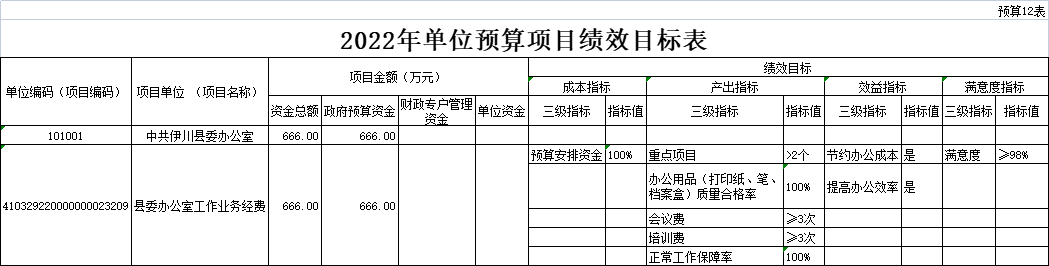 预算12表
2022年单位预算项目绩效目标表
单位编码（项目编码） 项目单位 （项目名称） 项目金额（万元） 绩效目标
成本指标 产出指标 效益指标 满意度指标
资金总额 政府预算资金 财政专户管理资金 单位资金 三级指标 指标值 三级指标 指标值 三级指标 指标值 三级指标 指标值
101001 中共伊川县委办公室 666.00 666.00
410329220000000023209 县委办公室工作业务经费 666.00 666.00 预算安排资金 100% 重点项目 >2个 节约办公成本 是 满意度 ≥98%
办公用品（打印纸、笔、档案盒）质量合格率 100% 提高办公效率 是
会议费 ≥3次
培训费 ≥3次
正常工作保障率 100%